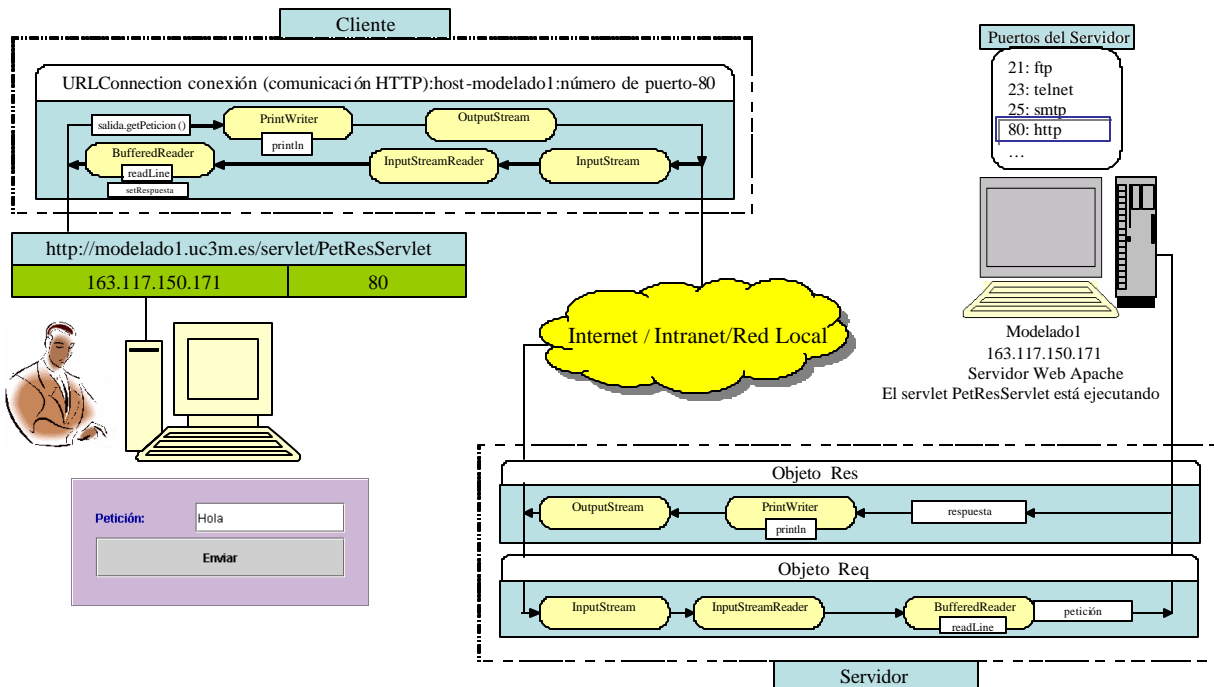 Cliente
URLConnection conexión (comunicación HTTP):host-modelado1:número de puerto-80
salida.getPeticion ()
PrintWriter
println
OutputStream
BufferedReader
readLine
setRespuesta
InputStreamReader
InputStream
http://modelado1.uc3m.es/servlet/PetResServlet
163.117.150.171
80
Puertos del Servidor
21: ftp
23: telnet
25: smtp
80: http
…
Internet / Intranet/Red Local
Modelado1
163.117.150.171
Servidor Web Apache
El servlet PetResServlet está ejecutando
Petición:
Hola
Enviar
Objeto Res
OutputStream
PrintWriter
println
respuesta
Objeto Req
InputStream
InputStreamReader
BufferedReader
readLine
petición
Servidor